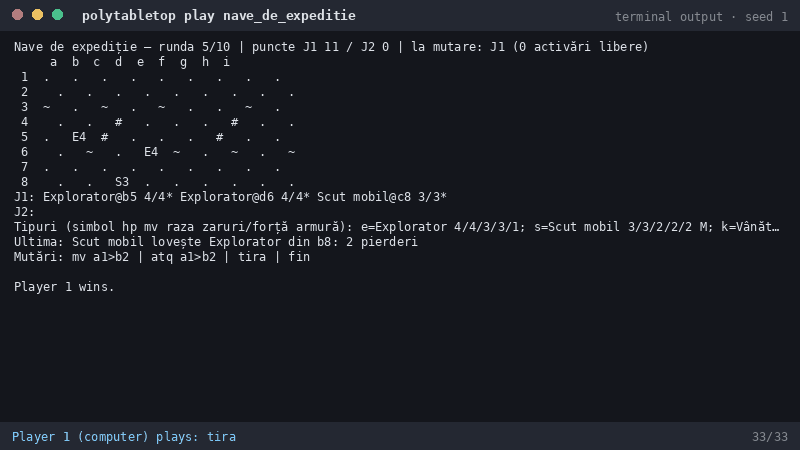 polytabletop play nave_de_expeditie
terminal output · seed 1
Nave de expediție — runda 5/10 | puncte J1 11 / J2 0 | la mutare: J1 (0 activări libere)
a b c d e f g h i
1 . . . . . . . . .
2 . . . . . . . . .
3 ~ . ~ . ~ . . ~ .
4 . . # . . . # . .
5 . E4 # . . . # . .
6 . ~ . E4 ~ . ~ . ~
7 . . . . . . . . .
8 . . S3 . . . . . .
J1: Explorator@b5 4/4* Explorator@d6 4/4* Scut mobil@c8 3/3*
J2:
Tipuri (simbol hp mv raza zaruri/forță armură): e=Explorator 4/4/3/3/1; s=Scut mobil 3/3/2/2/2 M; k=Vânăt…
Ultima: Scut mobil lovește Explorator din b8: 2 pierderi
Mutări: mv a1>b2 | atq a1>b2 | tira | fin
Player 1 wins.
Player 1 (computer) plays: tira
33/33